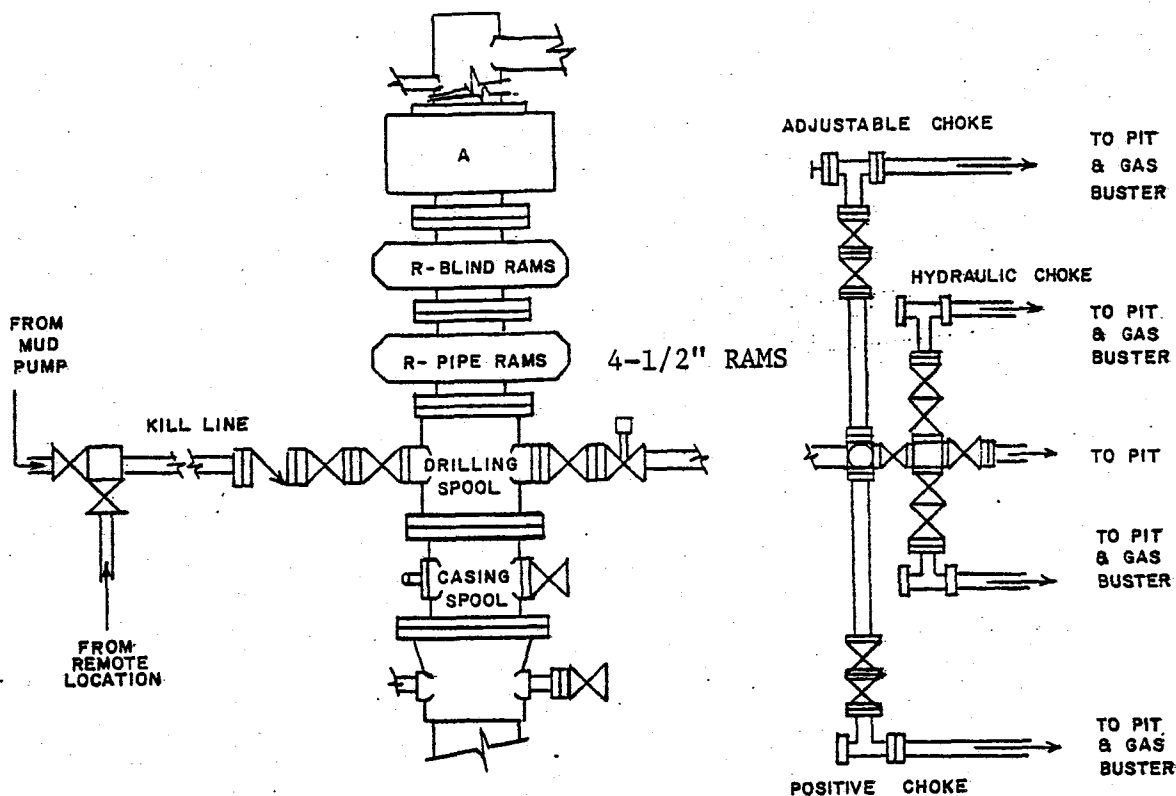 A
R-BLIND RAMS
R- PIPE RAMS
4-1/2" RAMS
FROM
MUD
PUMP
KILL LINE
DRILLING
SPOOL
CASING
SPOOL
FROM
REMOTE
LOCATION
ADJUSTABLE CHOKE
TO PIT
& GAS
BUSTER
HYDRAULIC CHOKE
TO PIT
& GAS
BUSTER
TO PIT
TO PIT
& GAS
BUSTER
TO PIT
& GAS
BUSTER
POSITIVE CHOKE